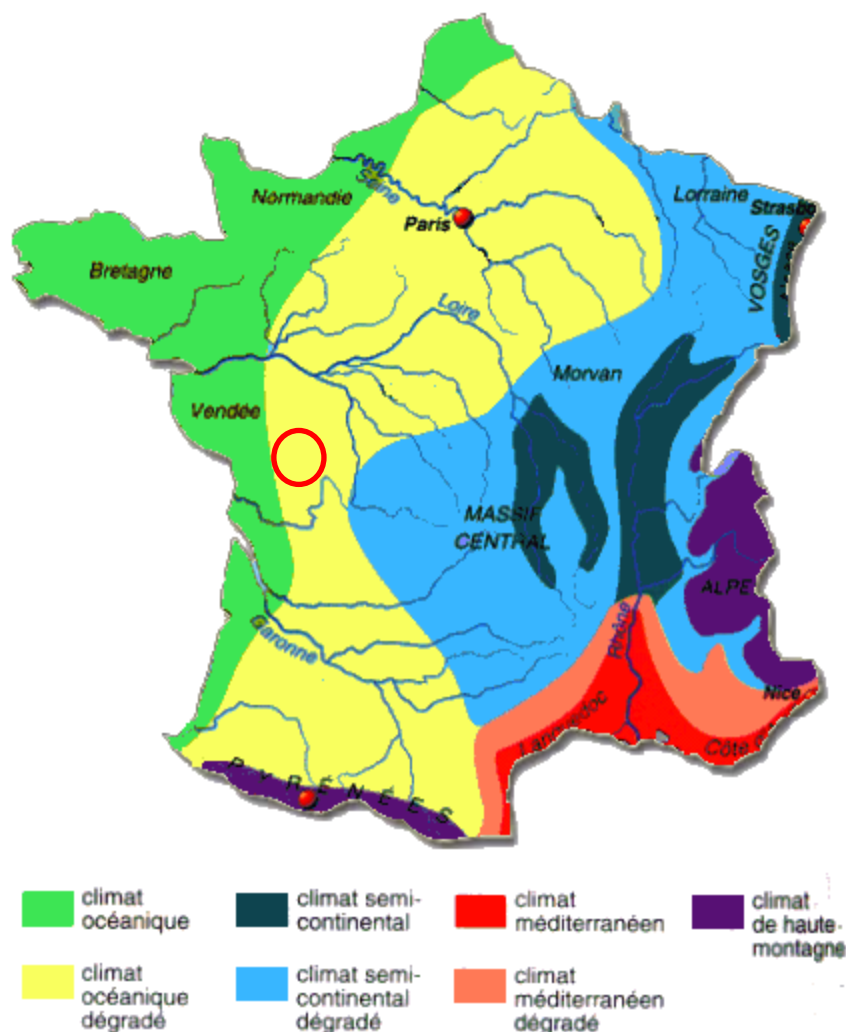 Normandie
Seine
Paris
Lorraine
Strasbo
VOSGES
Bretagne
Loire
Morvan
Vendée
MASSIF
CENTRAL
ALPE
Garonne
Rhône
Nice
Languedoc
Côte
PYRÉNÉES
climat
océanique
climat semi-
continental
climat
méditerranéen
climat
de haute-
montagne
climat
océanique
dégradé
climat semi-
continental
dégradé
climat
méditerranéen
dégradé